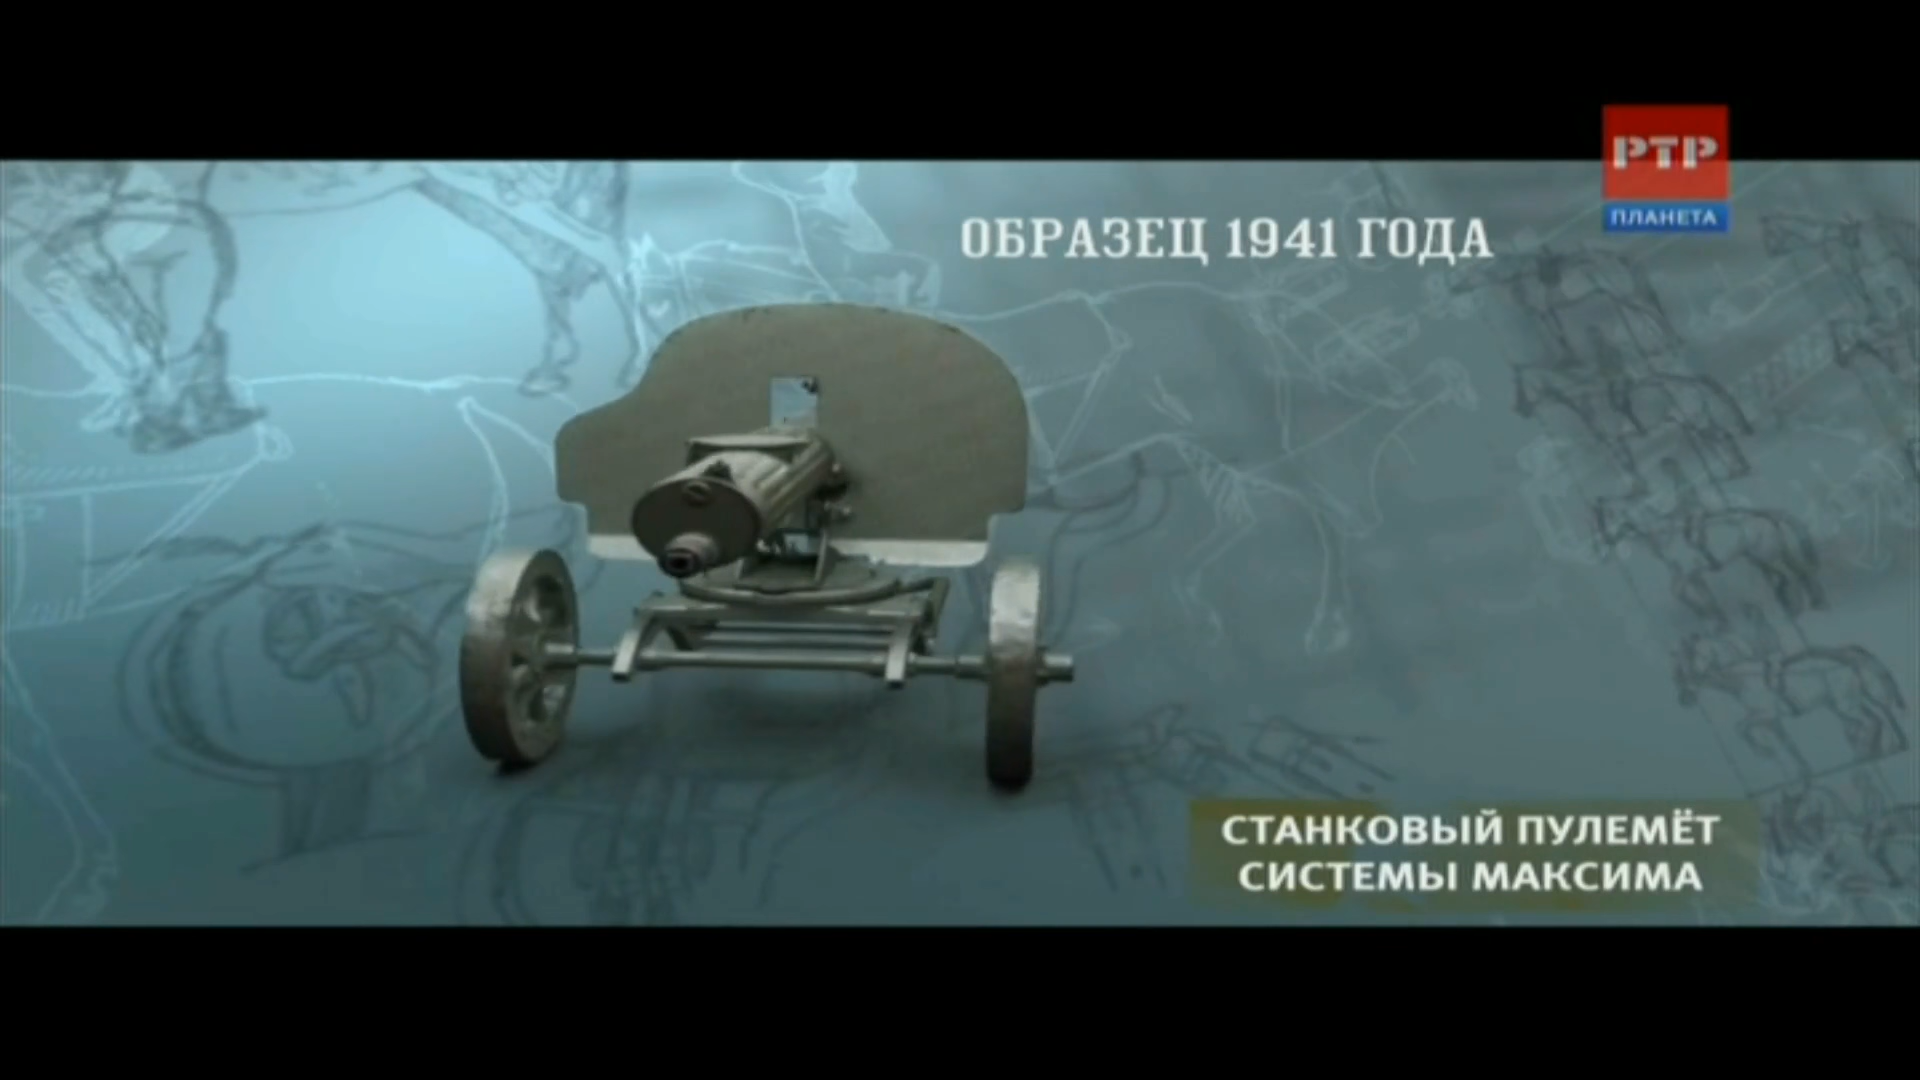 РТР
ПЛАНЕТА
ОБРАЗЕЦ 1941 ГОДА
СТАНКОВЫЙ ПУЛЕМЁТ
СИСТЕМЫ МАКСИМА